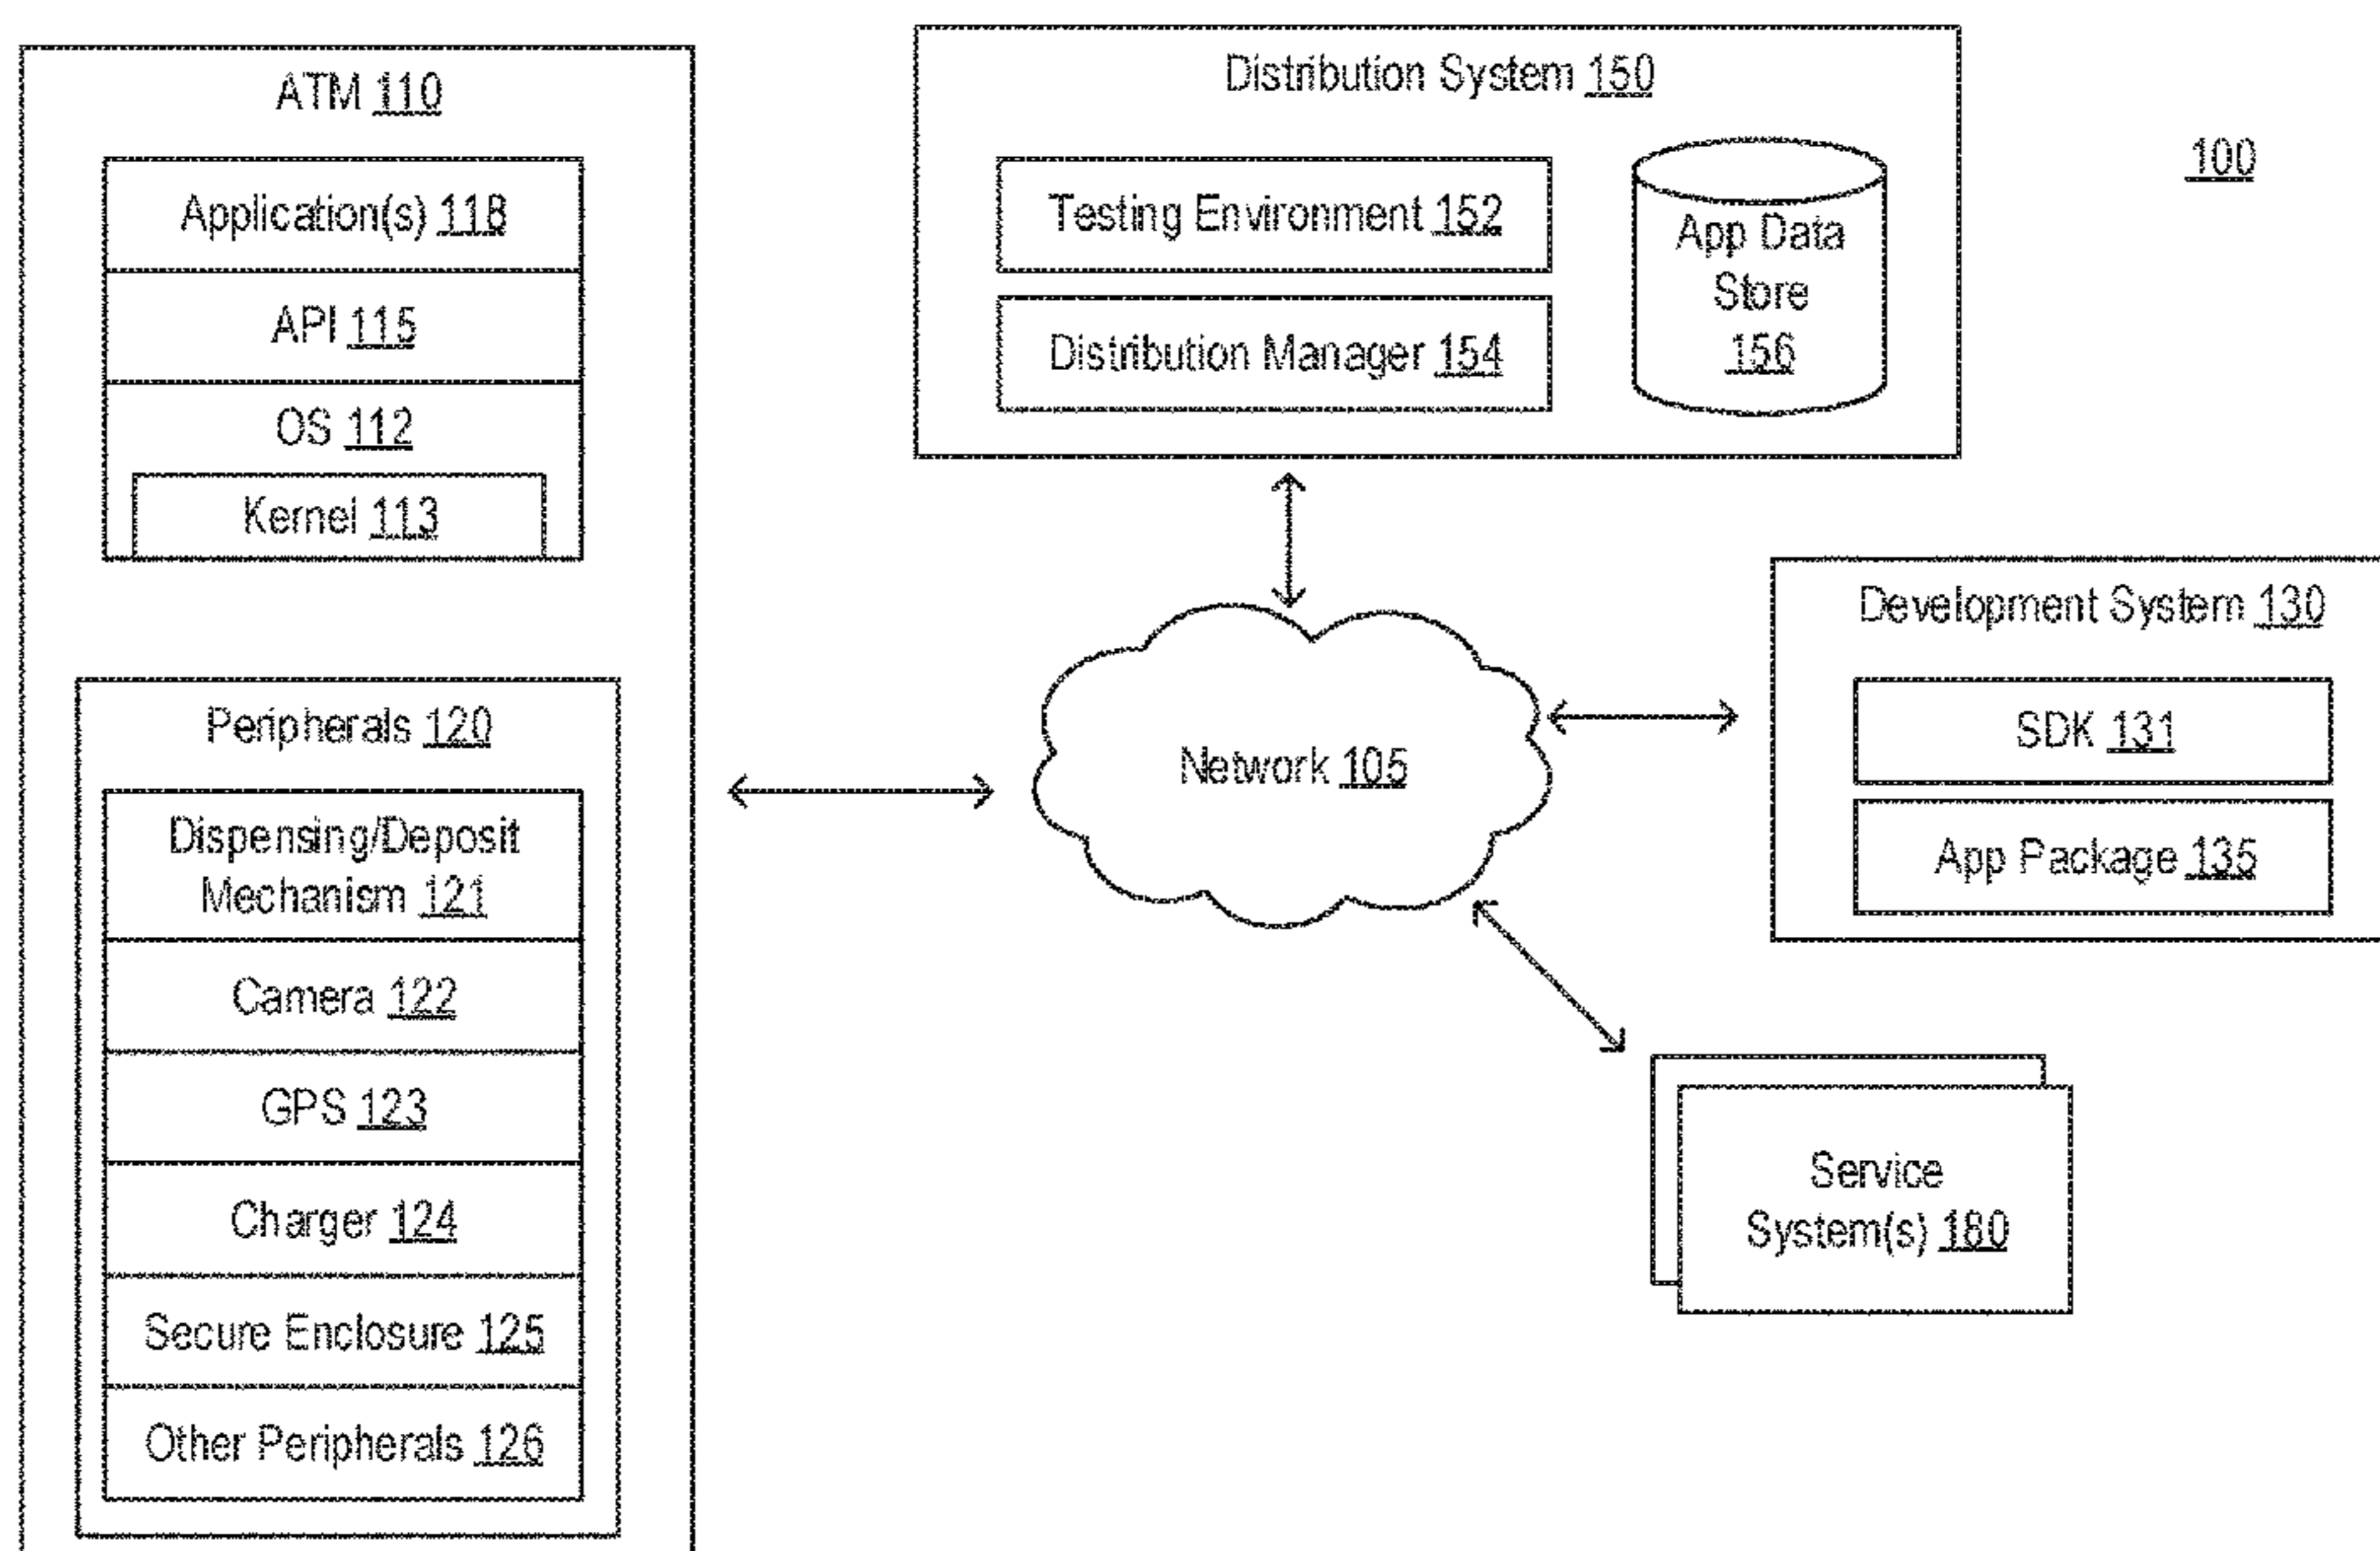 ATM 110
Application(s) 118
API 115
OS 112
Kernel 113
Peripherals 120
Dispensing/Deposit
Mechanism 121
Camera 122
GPS 123
Charger 124
Secure Enclosure 125
Other Peripherals 126
Distribution System 150
Testing Environment 152
Distribution Manager 154
App Data
Store
156
100
Network 105
Development System 130
SDK 131
App Package 135
Service
System(s) 180